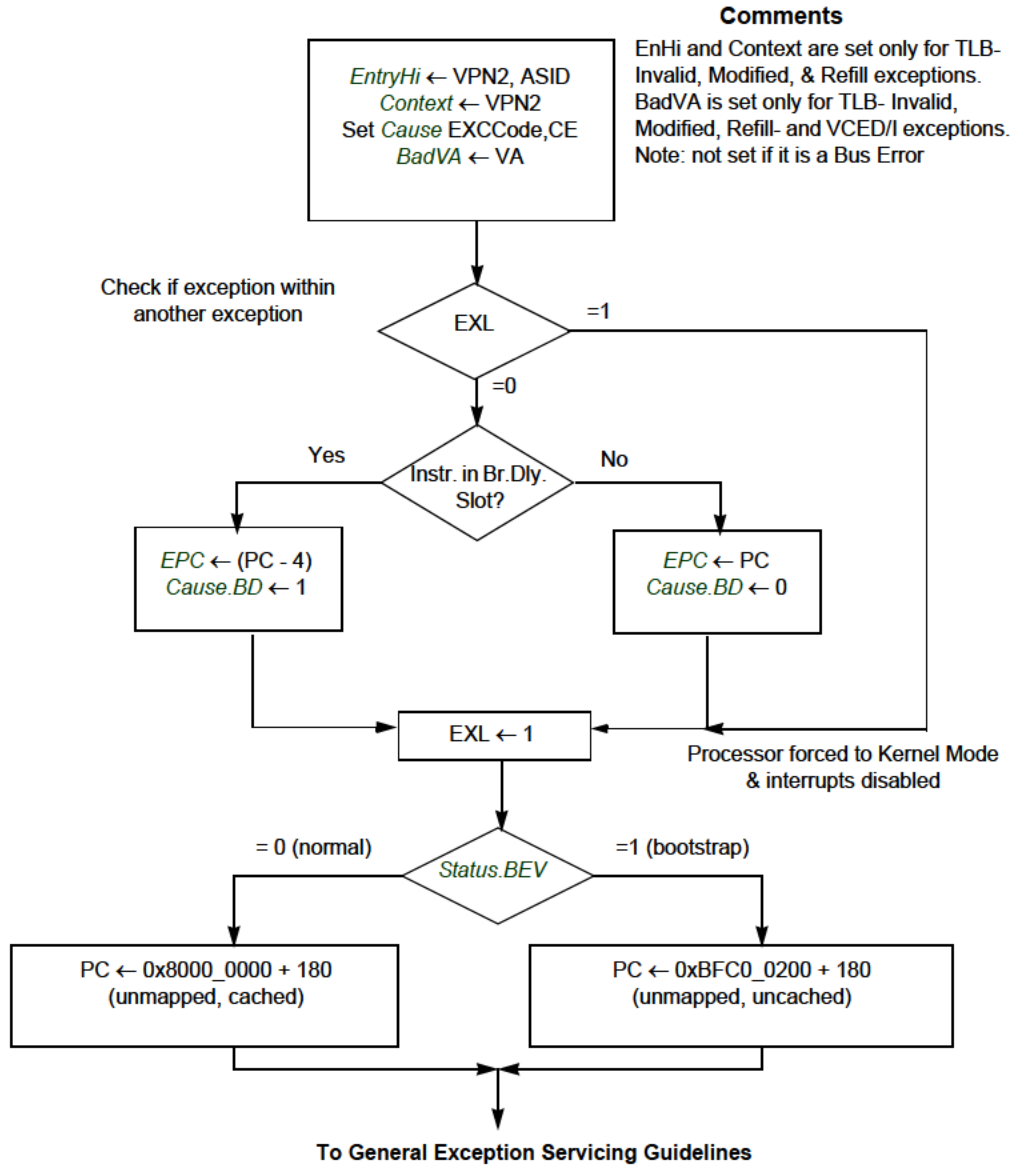 Comments
EnHi and Context are set only for TLB-
Invalid, Modified, & Refill exceptions.
BadVA is set only for TLB- Invalid,
Modified, Refill- and VCED/I exceptions.
Note: not set if it is a Bus Error
EntryHi ← VPN2, ASID
Context ← VPN2
Set Cause EXCCode,CE
BadVA ← VA
Check if exception within
another exception
EXL
=1
=0
Yes
Instr. in Br.Dly.
Slot?
No
EPC ← (PC - 4)
Cause.BD ← 1
EPC ← PC
Cause.BD ← 0
EXL ← 1
Processor forced to Kernel Mode
& interrupts disabled
= 0 (normal)
Status.BEV
=1 (bootstrap)
PC ← 0x8000_0000 + 180
(unmapped, cached)
PC ← 0xBFC0_0200 + 180
(unmapped, uncached)
To General Exception Servicing Guidelines